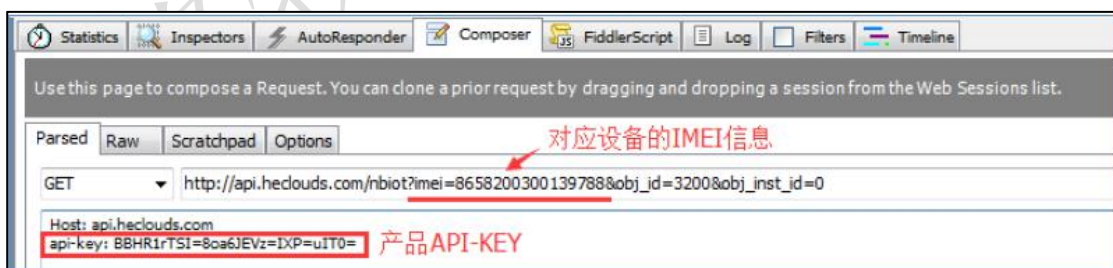 Statistics Inspectors AutoResponder Composer FiddlerScript Log Filters Timeline
Use this page to compose a Request. You can clone a prior request by dragging and dropping a session from the Web Sessions list.
Parsed Raw Scratchpad Options
对应设备的IMEI信息
GET http://api.heclouds.com/nbiot?imei=8658200300139788&obj_id=3200&obj_inst_id=0
Host: api.heclouds.com
api-key: BBHR1rTSI=8oa6JEVz=IXP=uIT0= 产品API-KEY